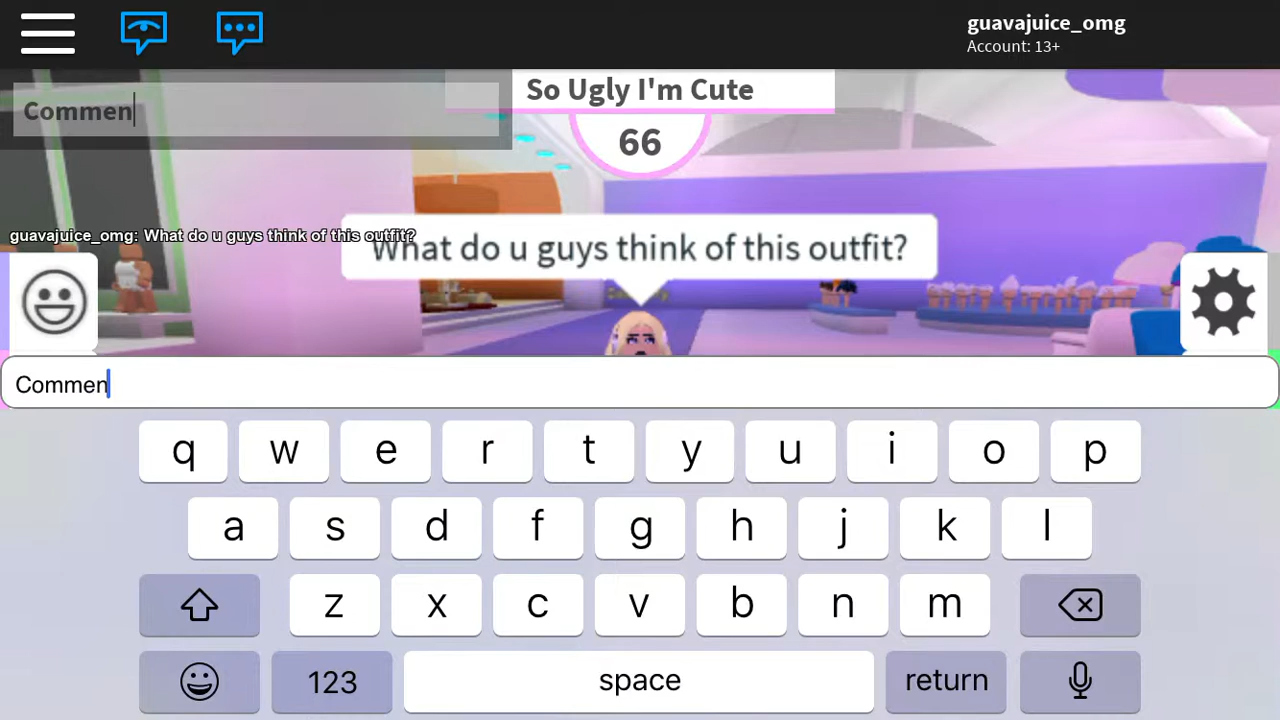 guavajuice_omg
Account: 13+
So Ugly I'm Cute
Commen
66
guavajuice_omg: What do u guys think of this outfit?
What do u guys think of this outfit?
Commen
q w e r t y u i o p
a s d f g h j k l
z x c v b n m
123 space return